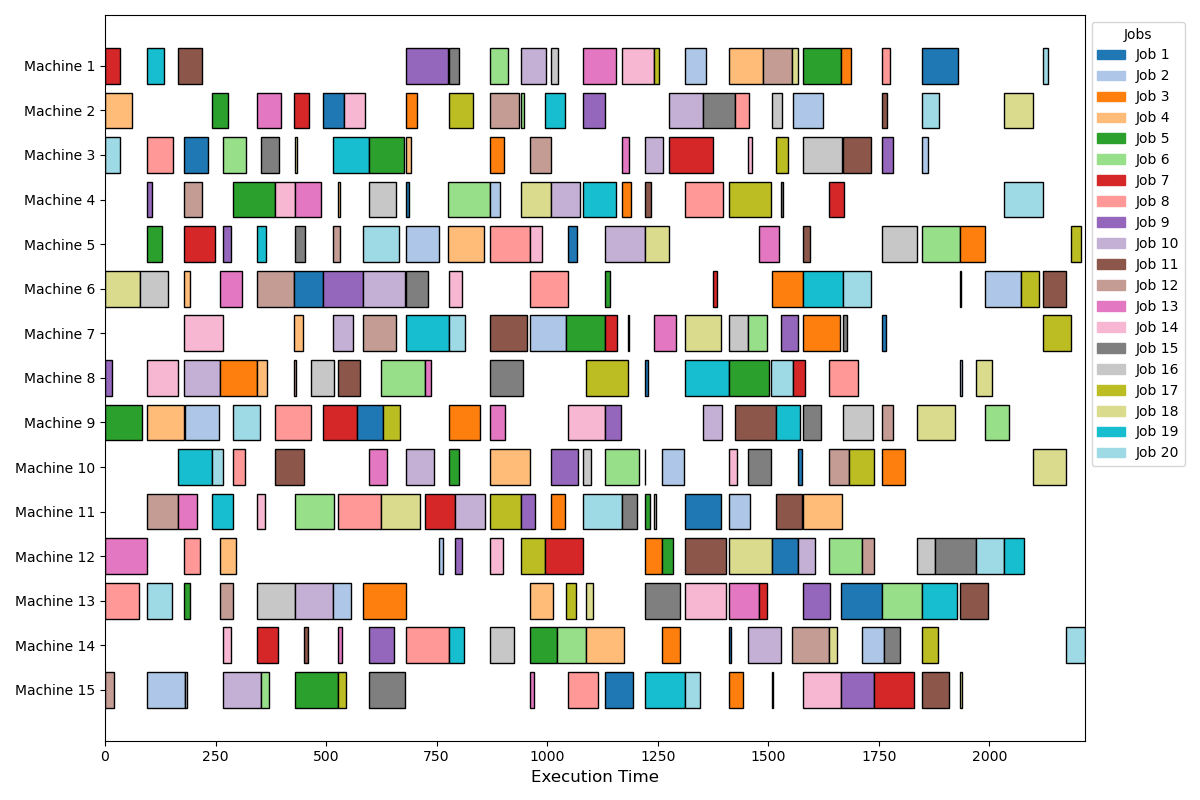 Machine 1
Machine 2
Machine 3
Machine 4
Machine 5
Machine 6
Machine 7
Machine 8
Machine 9
Machine 10
Machine 11
Machine 12
Machine 13
Machine 14
Machine 15
0 250 500 750 1000 1250 1500 1750 2000
Execution Time
Jobs
Job 1
Job 2
Job 3
Job 4
Job 5
Job 6
Job 7
Job 8
Job 9
Job 10
Job 11
Job 12
Job 13
Job 14
Job 15
Job 16
Job 17
Job 18
Job 19
Job 20